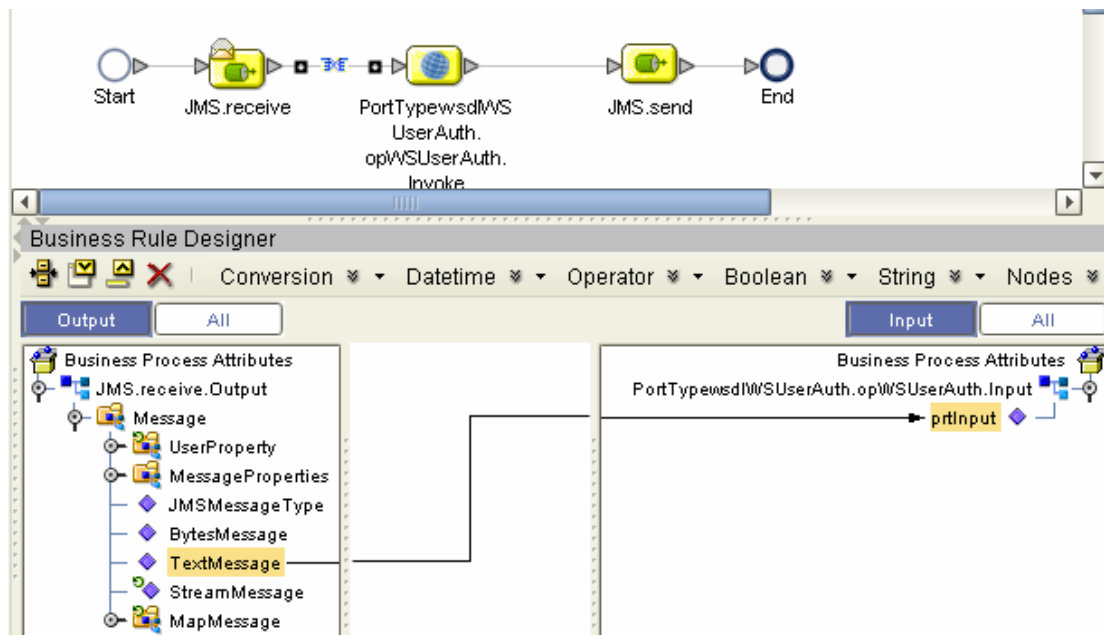 Start
JMS.receive
PortTypewsdlWS
UserAuth.
opWSUserAuth.
Invoke
JMS.send
End
Business Rule Designer
Conversion Datetime Operator Boolean String Nodes
Output All Input All
Business Process Attributes Business Process Attributes
JMS.receive.Output PortTypewsdlWSUserAuth.opWSUserAuth.Input
Message prtInput
UserProperty
MessageProperties
JMSMessageType
BytesMessage
TextMessage
StreamMessage
MapMessage